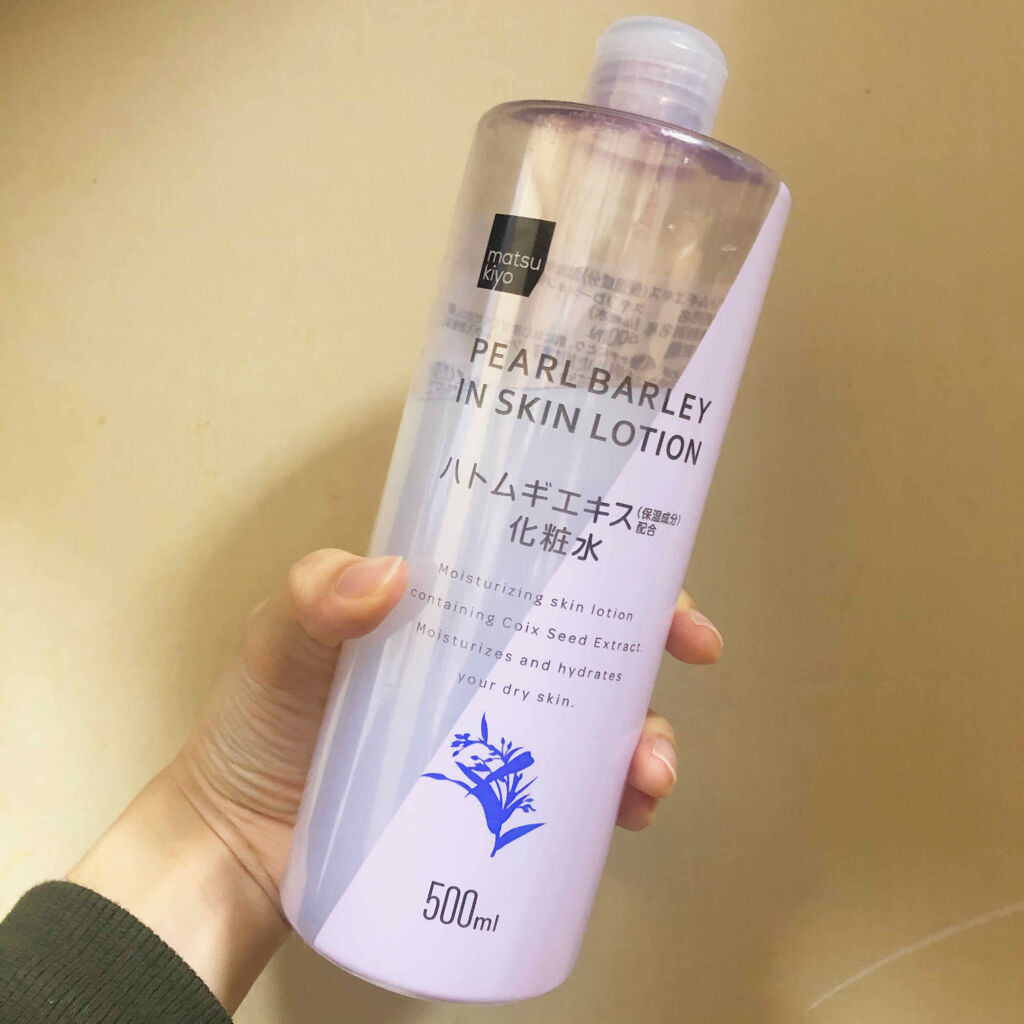 matsu
kiyo
PEARL BARLEY
IN SKIN LOTION
ハトムギエキス(保湿成分)配合
化粧水
Moisturizing skin lotion
containing Coix Seed Extract.
Moisturizes and hydrates
your dry skin.
500ml